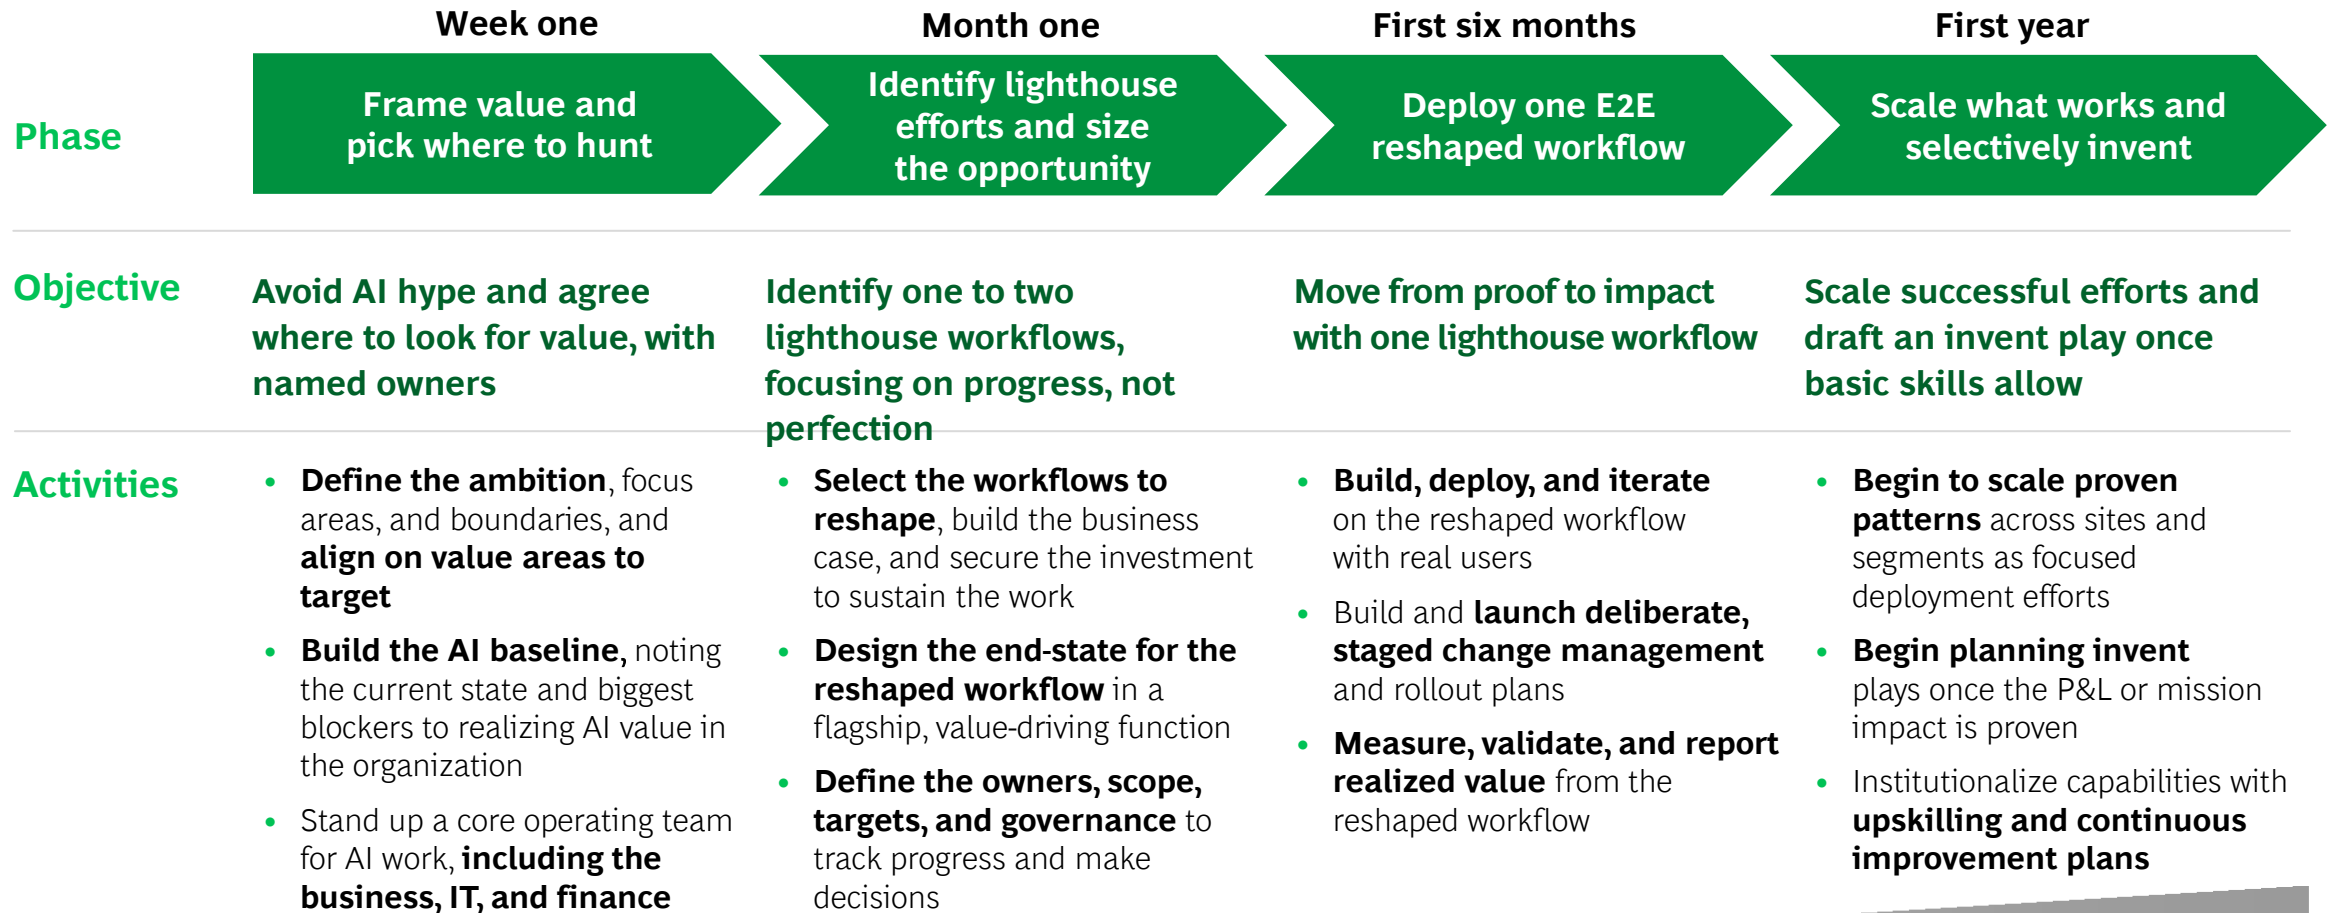 Week one
Month one
First six months
First year
Phase
Frame value and
pick where to hunt
Identify lighthouse
efforts and size
the opportunity
Deploy one E2E
reshaped workflow
Scale what works and
selectively invent
Objective
Avoid AI hype and agree
where to look for value, with
named owners
Identify one to two
lighthouse workflows,
focusing on progress, not
perfection
Move from proof to impact
with one lighthouse workflow
Scale successful efforts and
draft an invent play once
basic skills allow
Activities
• Define the ambition, focus
areas, and boundaries, and
align on value areas to
target
• Build the AI baseline, noting
the current state and biggest
blockers to realizing AI value in
the organization
• Stand up a core operating team
for AI work, including the
business, IT, and finance
• Select the workflows to
reshape, build the business
case, and secure the investment
to sustain the work
• Design the end-state for the
reshaped workflow in a
flagship, value-driving function
• Define the owners, scope,
targets, and governance to
track progress and make
decisions
• Build, deploy, and iterate
on the reshaped workflow
with real users
• Build and launch deliberate,
staged change management
and rollout plans
• Measure, validate, and report
realized value from the
reshaped workflow
• Begin to scale proven
patterns across sites and
segments as focused
deployment efforts
• Begin planning invent
plays once the P&L or mission
impact is proven
• Institutionalize capabilities with
upskilling and continuous
improvement plans